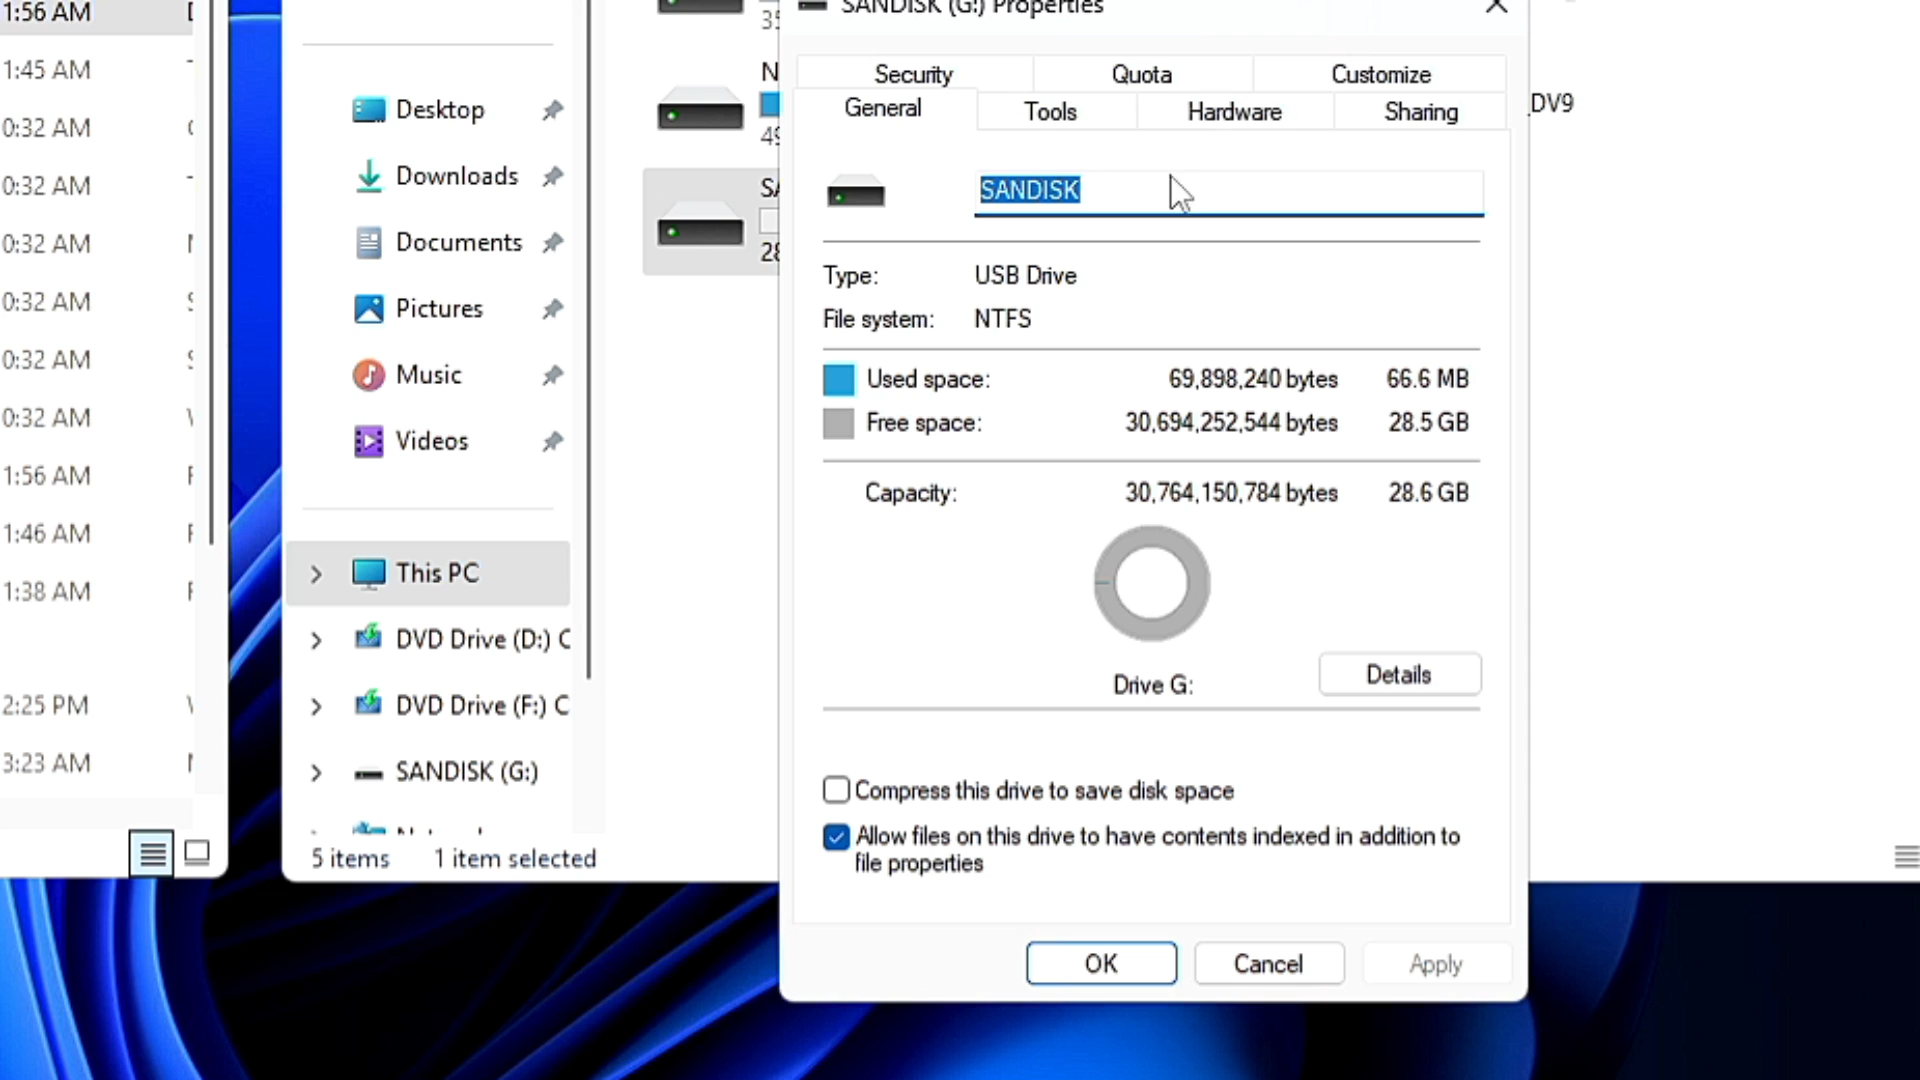 1:56 AM
1:45 AM
0:32 AM
0:32 AM
0:32 AM
0:32 AM
0:32 AM
0:32 AM
1:56 AM
1:46 AM
1:38 AM
2:25 PM
3:23 AM
Desktop
Downloads
Documents
Pictures
Music
Videos
This PC
DVD Drive (D:) C
DVD Drive (F:) C
SANDISK (G:)
5 items 1 item selected
SANDISK (G:) Properties
Security Quota Customize
General Tools Hardware Sharing
_DV9
SANDISK
Type: USB Drive
File system: NTFS
Used space: 69,898,240 bytes 66.6 MB
Free space: 30,694,252,544 bytes 28.5 GB
Capacity: 30,764,150,784 bytes 28.6 GB
Drive G:
Details
Compress this drive to save disk space
Allow files on this drive to have contents indexed in addition to
file properties
OK Cancel Apply